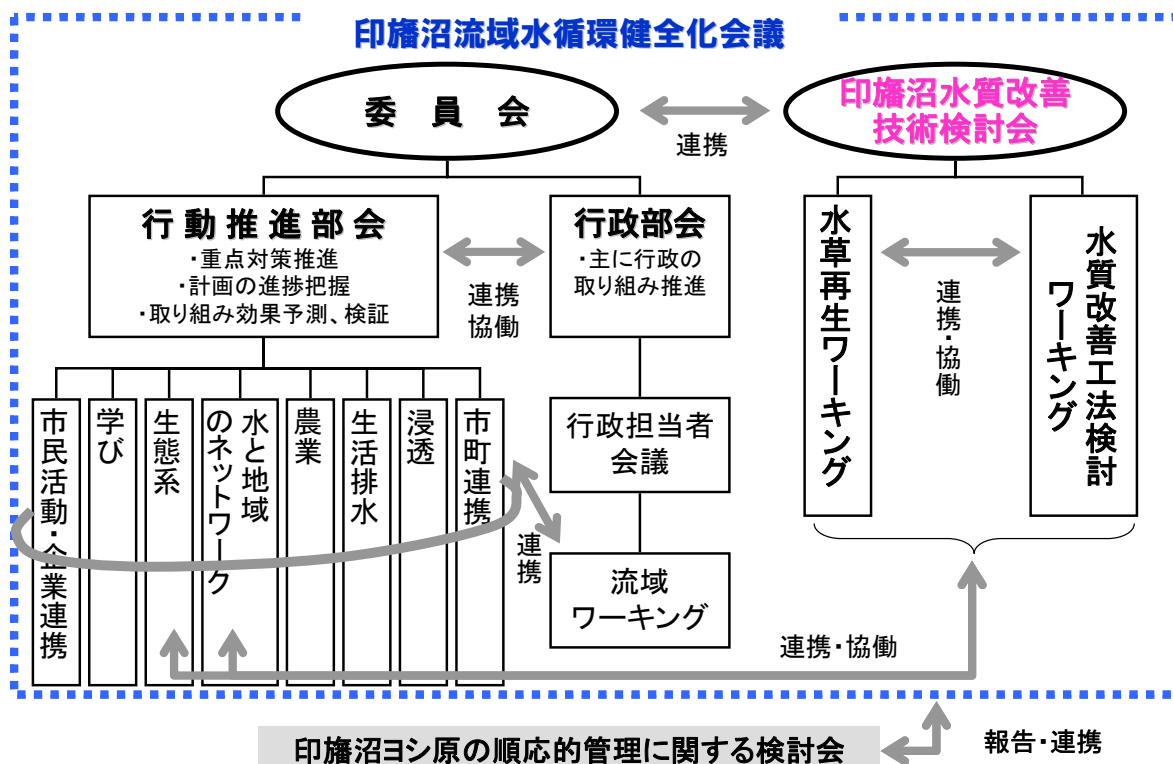 印旛沼流域水循環健全化会議
委 員 会
連携
印旛沼水質改善
技術検討会
行 動 推 進 部 会
・重点対策推進
・計画の進捗把握
・取り組み効果予測、検証
連携
協働
行政部会
・主に行政の
取り組み推進
水草再生ワーキング
連携・協働
水質改善工法検討
ワーキング
市民活動・企業連携
学び
生態系
水と地域
のネットワーク
農業
生活排水
浸透
市町連携
連携
行政担当者
会議
流域
ワーキング
連携・協働
印旛沼ヨシ原の順応的管理に関する検討会
報告・連携